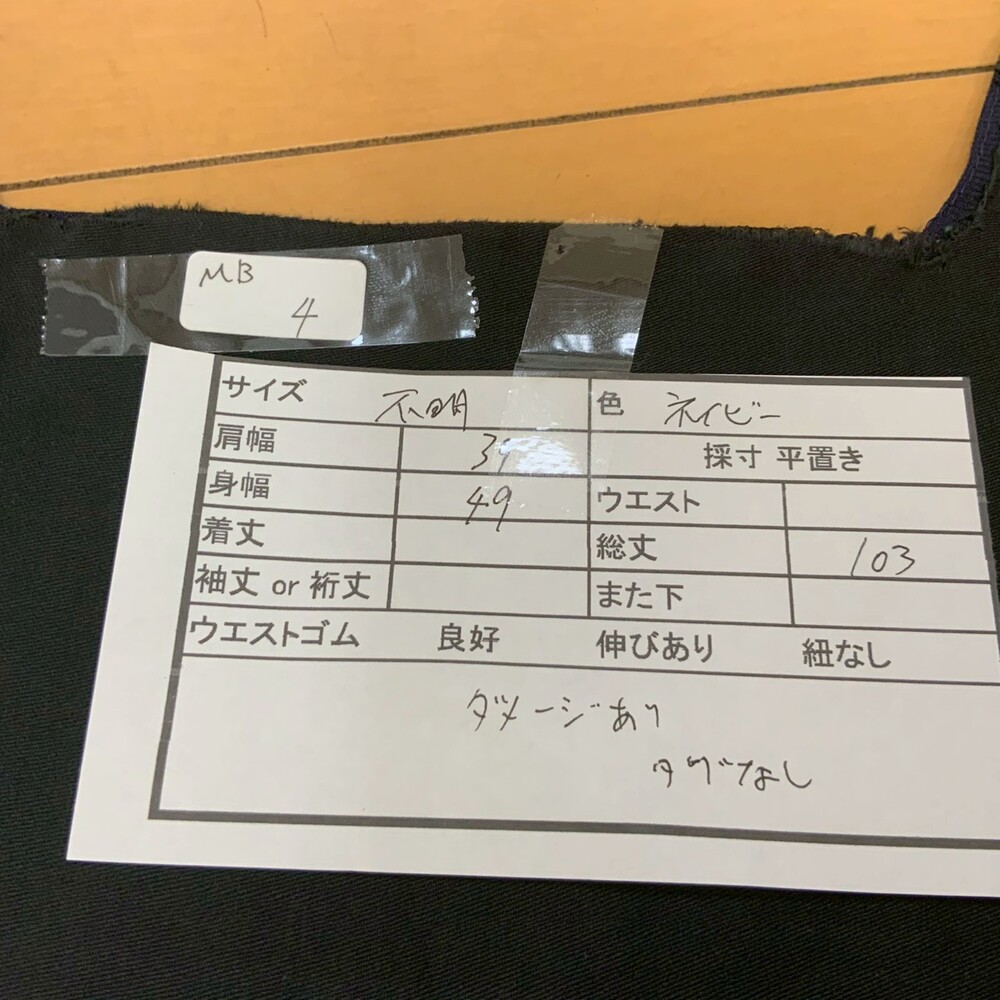 MB
4
サイズ 不明 色 ネイビー
肩幅 採寸 平置き
身幅 49 ウエスト
着丈 総丈 103
袖丈 or 裄丈 また下
ウエストゴム 良好 伸びあり 紐なし
ダメージあり
タグなし